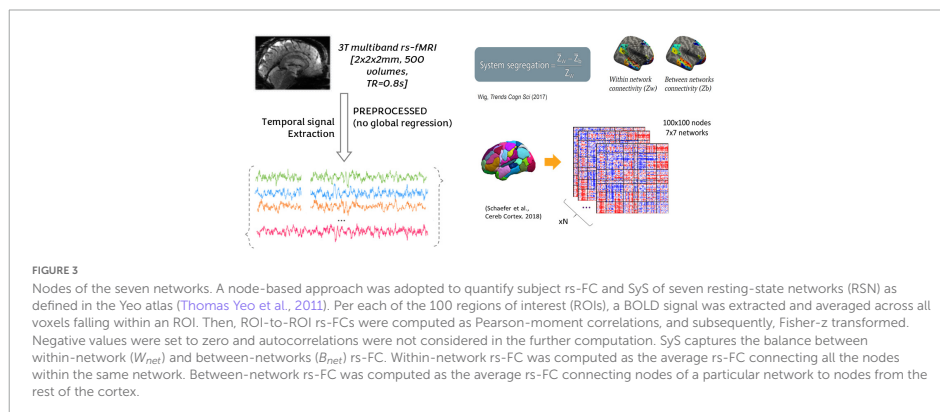 3T multiband rs-fMRI
[2x2x2mm, 500
volumes,
TR=0.8s]
Temporal signal
Extraction
PREPROCESSED
(no global regression)
...
System segregation = Zw − Zb
Zw
Wig, Trends Cogn Sci (2017)
Within network
connectivity (Zw)
Between networks
connectivity (Zb)
100x100 nodes
7x7 networks
(Schaefer et al.,
Cereb Cortex, 2018)
...
xN
FIGURE 3
Nodes of the seven networks. A node-based approach was adopted to quantify subject rs-FC and SyS of seven resting-state networks (RSN) as
defined in the Yeo atlas (Thomas Yeo et al., 2011). Per each of the 100 regions of interest (ROIs), a BOLD signal was extracted and averaged across all
voxels falling within an ROI. Then, ROI-to-ROI rs-FCs were computed as Pearson-moment correlations, and subsequently, Fisher-z transformed.
Negative values were set to zero and autocorrelations were not considered in the further computation. SyS captures the balance between
within-network (Wnet) and between-networks (Bnet) rs-FC. Within-network rs-FC was computed as the average rs-FC connecting all the nodes
within the same network. Between-network rs-FC was computed as the average rs-FC connecting nodes of a particular network to nodes from the
rest of the cortex.